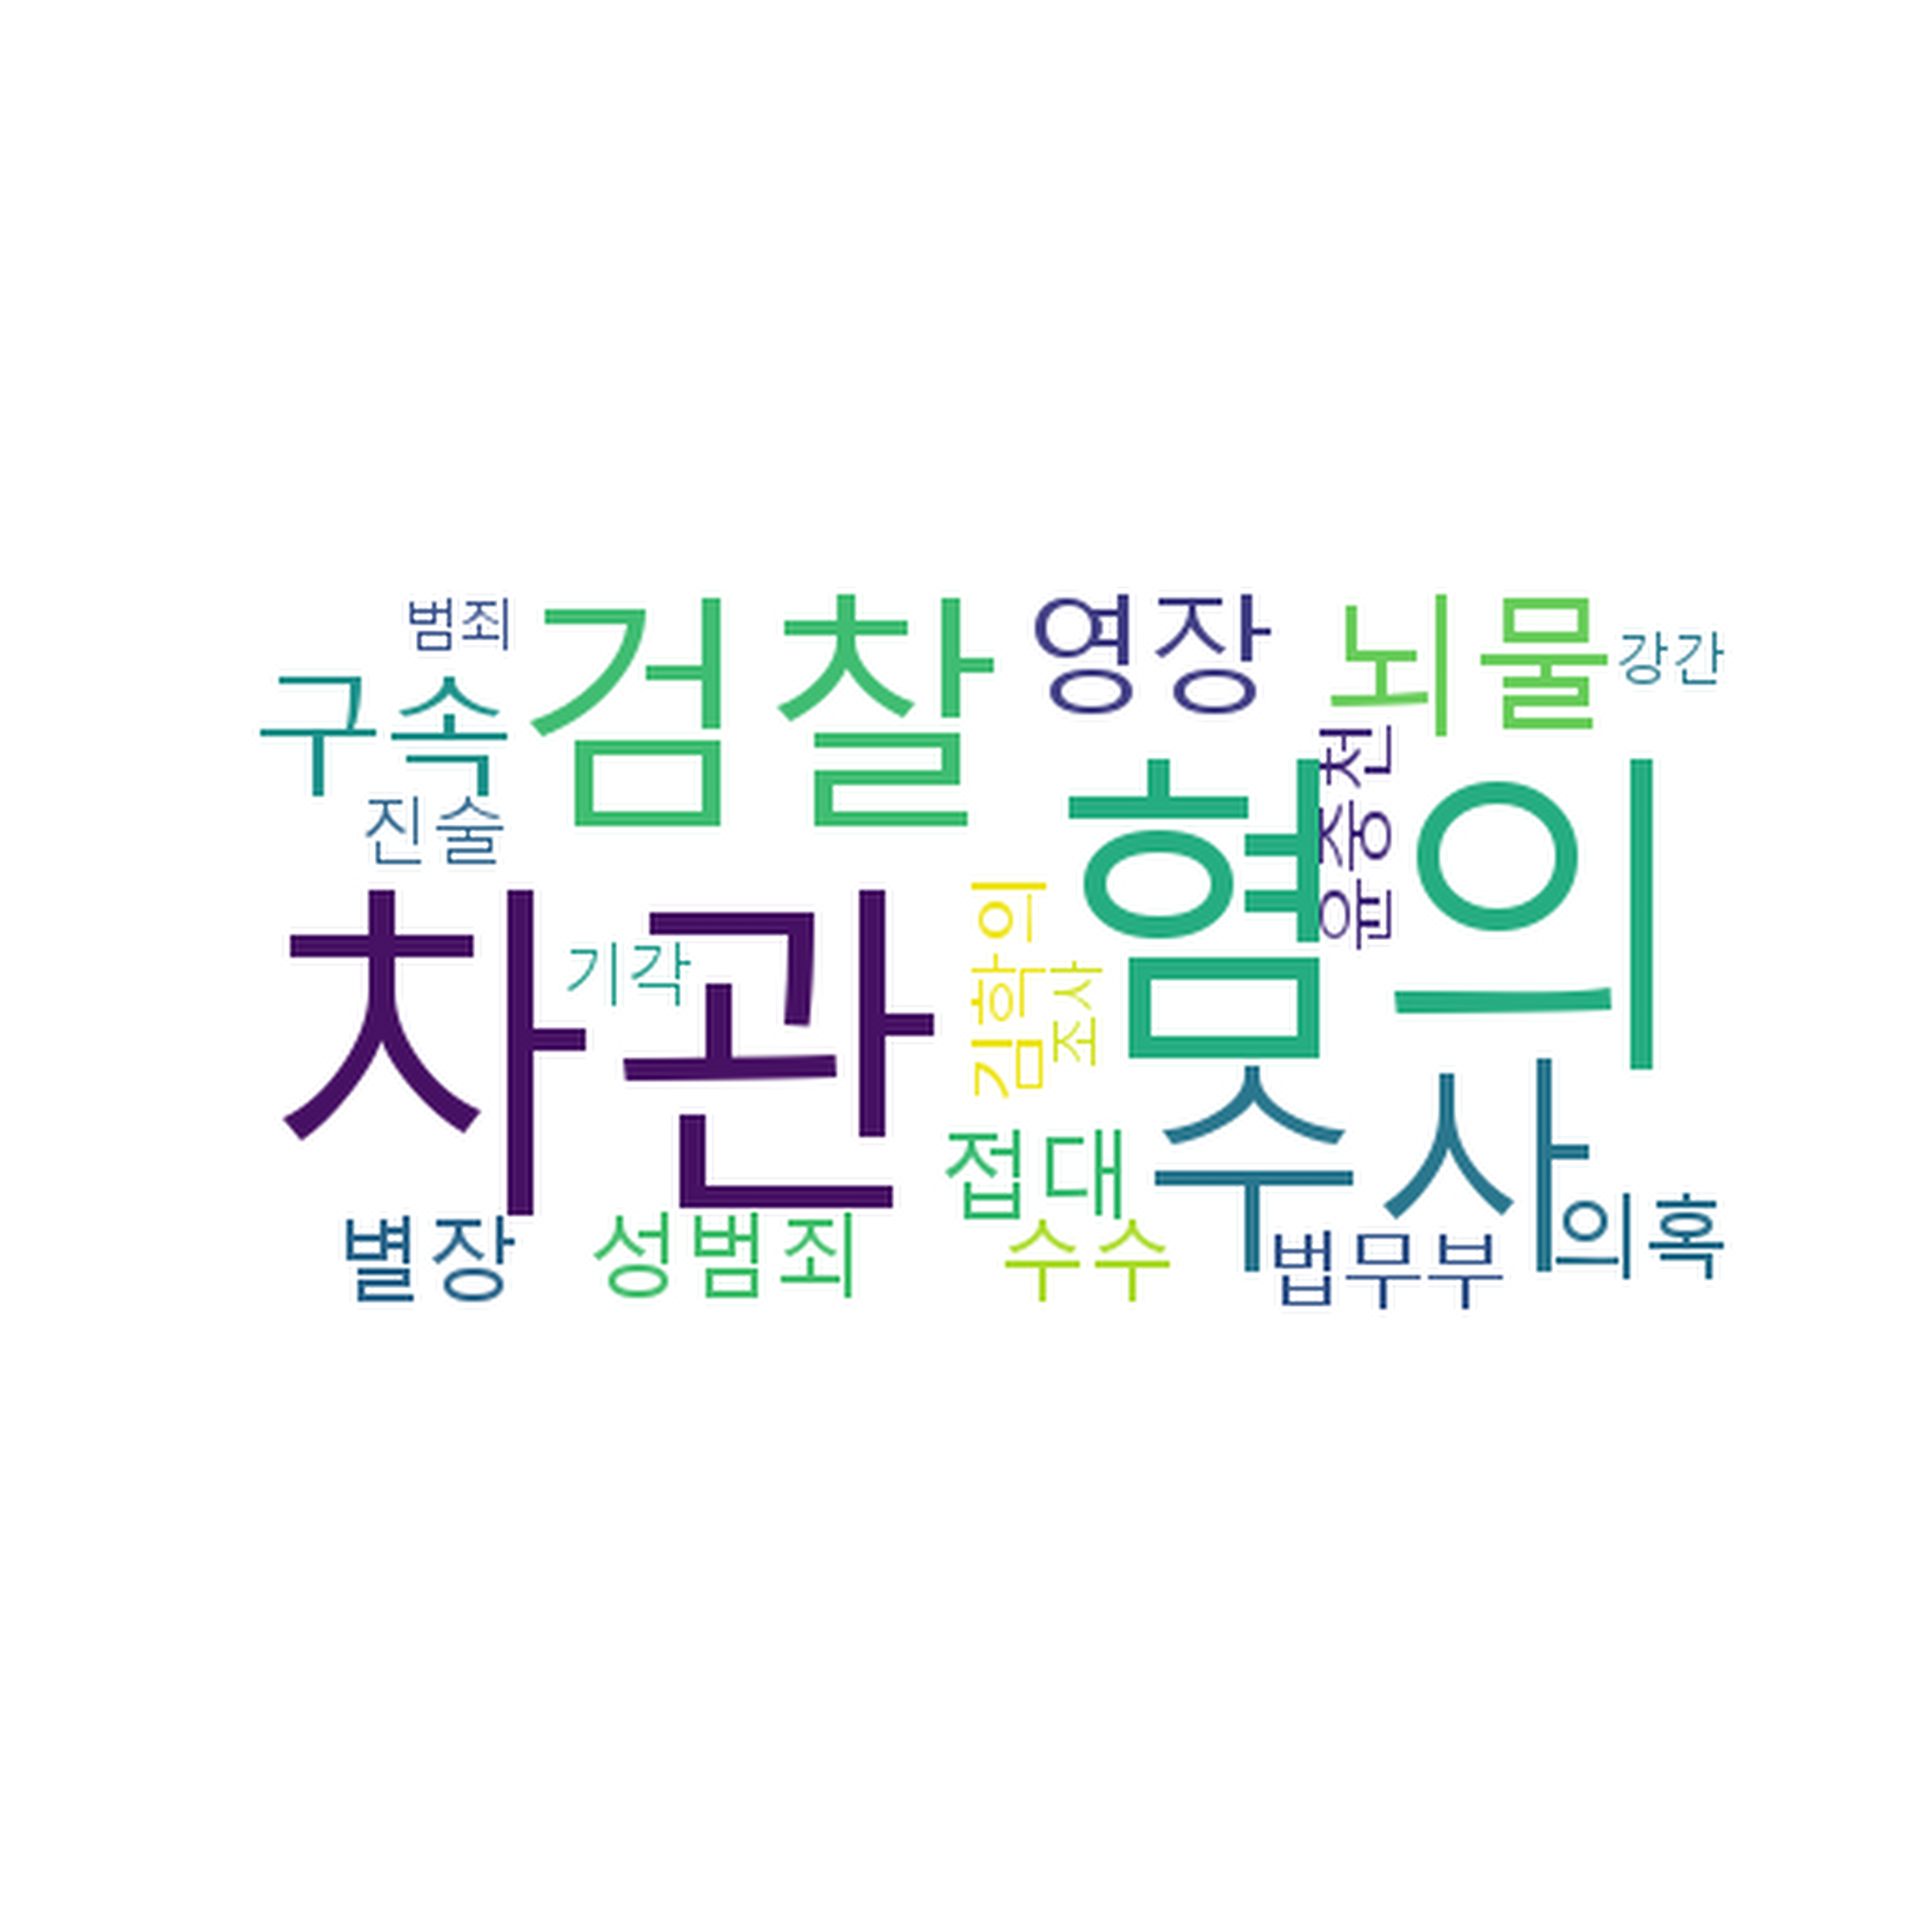 범죄
검찰
영장
뇌물
강간
구속
진술
혐의
윤중천
차관
기각
김학의
조사
수사
접대
별장
성범죄
수수
법무부
의혹